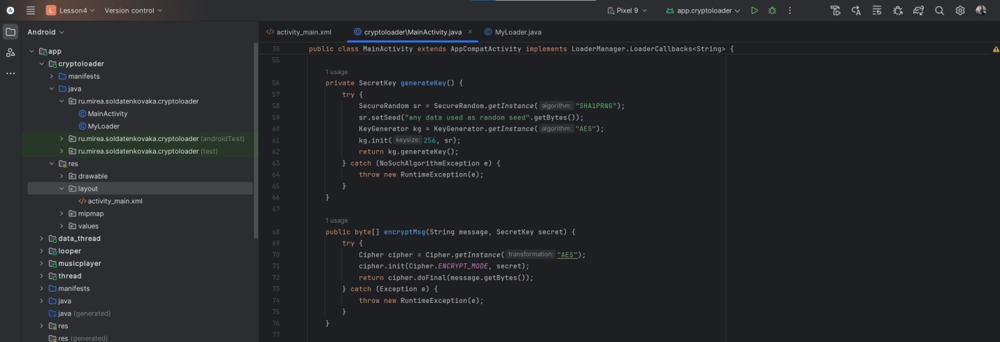 L Lesson4 Version control Pixel 9 app.cryptoloader
Android
app
cryptoloader
manifests
java
ru.mirea.soldatenkovaka.cryptoloader
MainActivity
MyLoader
ru.mirea.soldatenkovaka.cryptoloader (androidTest)
ru.mirea.soldatenkovaka.cryptoloader (test)
res
drawable
layout
activity_main.xml
mipmap
values
data_thread
looper
musicplayer
thread
manifests
java
java (generated)
res
res (generated)
activity_main.xml cryptoloader\MainActivity.java MyLoader.java
30 public class MainActivity extends AppCompatActivity implements LoaderManager.LoaderCallbacks<String> {
55
1 usage
56 private SecretKey generateKey() {
57 try {
58 SecureRandom sr = SecureRandom.getInstance( algorithm: "SHA1PRNG");
59 sr.setSeed("any data used as random seed".getBytes());
60 KeyGenerator kg = KeyGenerator.getInstance( algorithm: "AES");
61 kg.init( keysize: 256, sr);
62 return kg.generateKey();
63 } catch (NoSuchAlgorithmException e) {
64 throw new RuntimeException(e);
65 }
66 }
67
1 usage
68 public byte[] encryptMsg(String message, SecretKey secret) {
69 try {
70 Cipher cipher = Cipher.getInstance( transformation: "AES");
71 cipher.init(Cipher.ENCRYPT_MODE, secret);
72 return cipher.doFinal(message.getBytes());
73 } catch (Exception e) {
74 throw new RuntimeException(e);
75 }
76 }
77